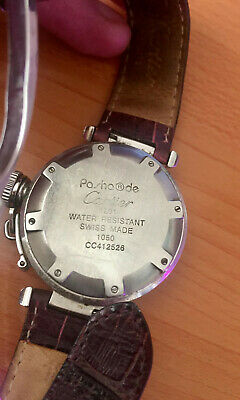 Pasha®de
Cartier
WATER RESISTANT
SWISS MADE
1050
CC412526